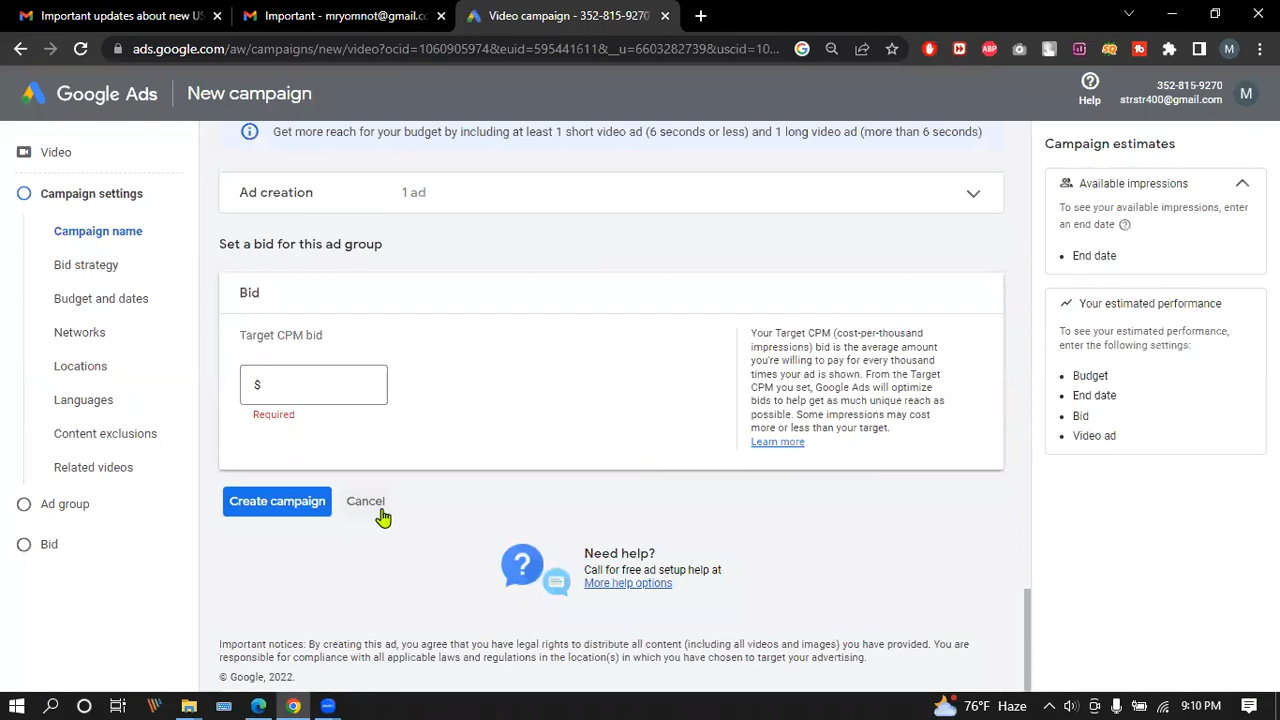 Important updates about new US
Important - mryomnot@gmail.co
Video campaign - 352-815-9270
ads.google.com/aw/campaigns/new/video?ocid=1060905974&euid=595441611&__u=6603282739&uscid=10...
Google Ads
New campaign
Help
352-815-9270
strstr400@gmail.com
M
Video
Campaign settings
Campaign name
Bid strategy
Budget and dates
Networks
Locations
Languages
Content exclusions
Related videos
Ad group
Bid
Get more reach for your budget by including at least 1 short video ad (6 seconds or less) and 1 long video ad (more than 6 seconds)
Ad creation
1 ad
Set a bid for this ad group
Bid
Target CPM bid
$
Required
Your Target CPM (cost-per-thousand
impressions) bid is the average amount
you're willing to pay for every thousand
times your ad is shown. From the Target
CPM you set, Google Ads will optimize
bids to help get as much unique reach as
possible. Some impressions may cost
more or less than your target.
Learn more
Create campaign
Cancel
Need help?
Call for free ad setup help at
More help options
Important notices: By creating this ad, you agree that you have legal rights to distribute all content (including all videos and images) you have provided. You are
responsible for compliance with all applicable laws and regulations in the location(s) in which you have chosen to target your advertising.
© Google, 2022.
Campaign estimates
Available impressions
To see your available impressions, enter
an end date
• End date
Your estimated performance
To see your estimated performance,
enter the following settings:
• Budget
• End date
• Bid
• Video ad
76°F Haze
9:10 PM